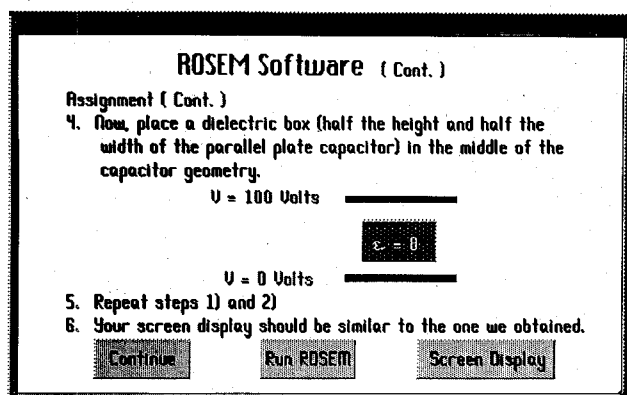 ROSEM Software ( Cont. )
Assignment ( Cont. )
4. Now, place a dielectric box (half the height and half the
width of the parallel plate capacitor) in the middle of the
capacitor geometry.
V = 100 Volts
εr = 8
V = 0 Volts
5. Repeat steps 1) and 2)
6. Your screen display should be similar to the one we obtained.
Continue Run ROSEM Screen Display